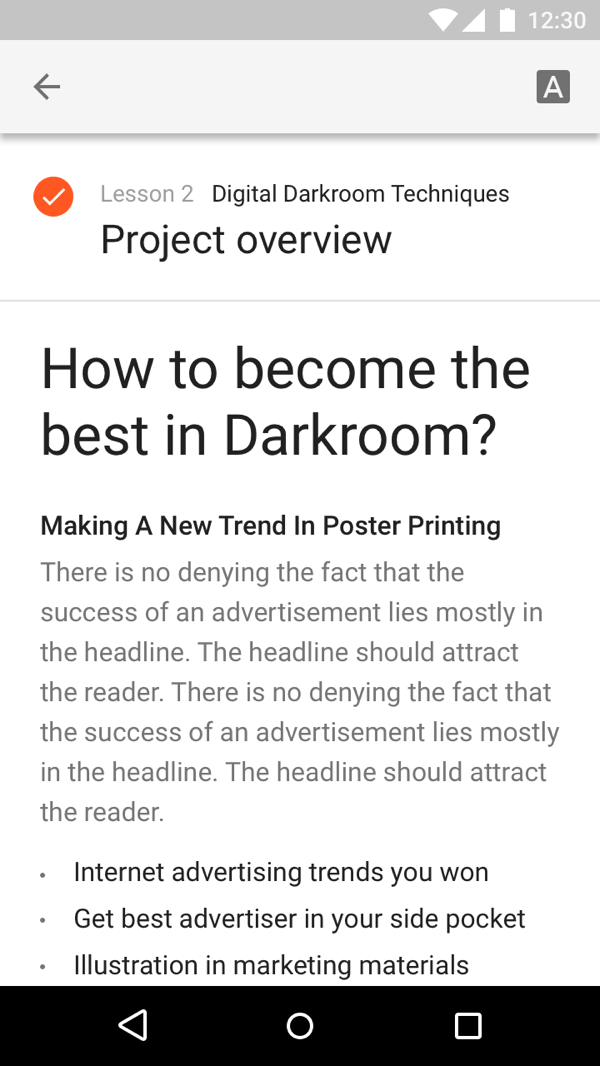 12:30
A
Lesson 2 Digital Darkroom Techniques
Project overview
How to become the
best in Darkroom?
Making A New Trend In Poster Printing
There is no denying the fact that the
success of an advertisement lies mostly in
the headline. The headline should attract
the reader. There is no denying the fact that
the success of an advertisement lies mostly
in the headline. The headline should attract
the reader.
• Internet advertising trends you won
• Get best advertiser in your side pocket
• Illustration in marketing materials